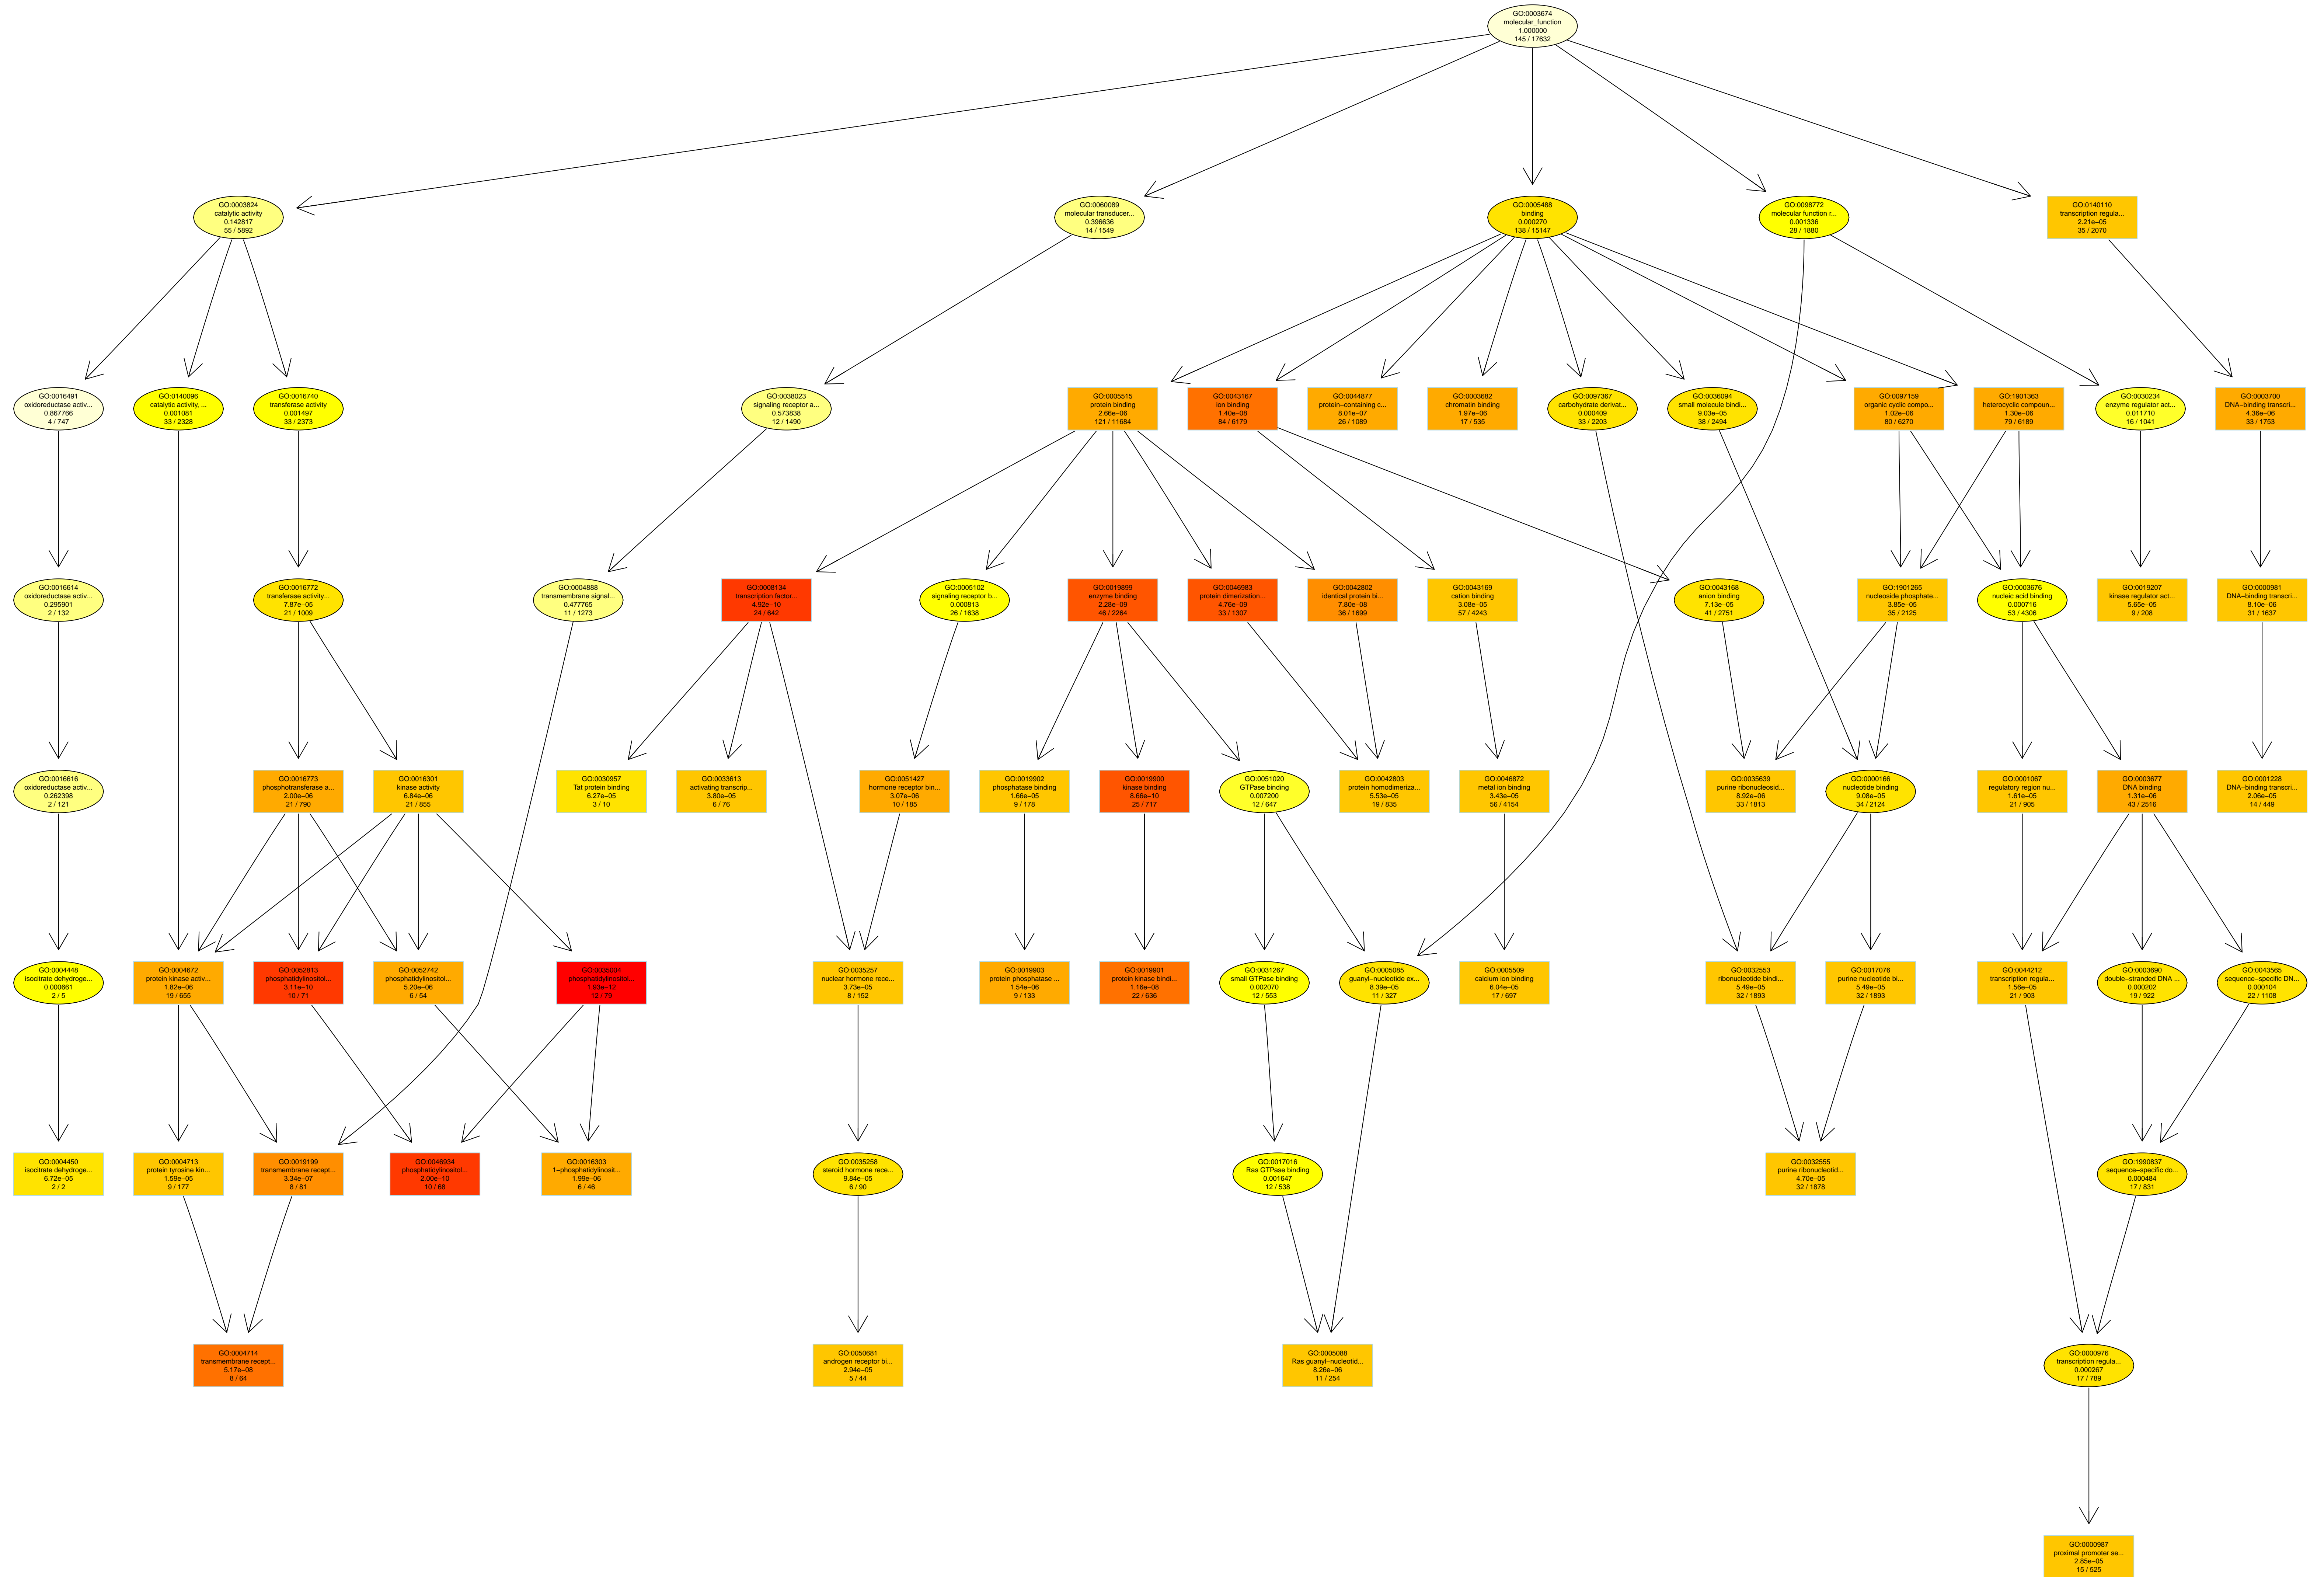 GO:0003674
molecular_function
1.000000
145 / 17632
GO:0003824
catalytic activity
0.142817
55 / 5892
GO:0060089
molecular transducer...
0.396636
14 / 1549
GO:0005488
binding
0.000270
138 / 15147
GO:0098772
molecular function r...
0.001336
28 / 1880
GO:0140110
transcription regula...
2.21e−05
35 / 2070
GO:0016491
oxidoreductase activ...
0.867766
4 / 747
GO:0140096
catalytic activity, ...
0.001081
33 / 2328
GO:0016740
transferase activity
0.001497
33 / 2373
GO:0038023
signaling receptor a...
0.573838
12 / 1490
GO:0005515
protein binding
2.66e−06
121 / 11684
GO:0043167
ion binding
1.40e−08
84 / 6179
GO:0044877
protein−containing c...
8.01e−07
26 / 1089
GO:0003682
chromatin binding
1.97e−06
17 / 535
GO:0097367
carbohydrate derivat...
0.000409
33 / 2203
GO:0036094
small molecule bindi...
9.03e−05
38 / 2494
GO:0097159
organic cyclic compo...
1.02e−06
80 / 6270
GO:1901363
heterocyclic compoun...
1.30e−06
79 / 6189
GO:0030234
enzyme regulator act...
0.011710
16 / 1041
GO:0003700
DNA−binding transcri...
4.36e−06
33 / 1753
GO:0016614
oxidoreductase activ...
0.295901
2 / 132
GO:0016772
transferase activity...
7.87e−05
21 / 1009
GO:0004888
transmembrane signal...
0.477765
11 / 1273
GO:0008134
transcription factor...
4.92e−10
24 / 642
GO:0005102
signaling receptor b...
0.000813
26 / 1638
GO:0019899
enzyme binding
2.28e−09
46 / 2264
GO:0046983
protein dimerization...
4.76e−09
33 / 1307
GO:0042802
identical protein bi...
7.80e−08
36 / 1699
GO:0043169
cation binding
3.08e−05
57 / 4243
GO:0043168
anion binding
7.13e−05
41 / 2751
GO:1901265
nucleoside phosphate...
3.85e−05
35 / 2125
GO:0003676
nucleic acid binding
0.000716
53 / 4306
GO:0019207
kinase regulator act...
5.65e−05
9 / 208
GO:0000981
DNA−binding transcri...
8.10e−06
31 / 1637
GO:0016616
oxidoreductase activ...
0.262398
2 / 121
GO:0016773
phosphotransferase a...
2.00e−06
21 / 790
GO:0016301
kinase activity
6.84e−06
21 / 855
GO:0030957
Tat protein binding
6.27e−05
3 / 10
GO:0033613
activating transcrip...
3.80e−05
6 / 76
GO:0051427
hormone receptor bin...
3.07e−06
10 / 185
GO:0019902
phosphatase binding
1.66e−05
9 / 178
GO:0019900
kinase binding
8.66e−10
25 / 717
GO:0051020
GTPase binding
0.007200
12 / 647
GO:0042803
protein homodimeriza...
5.53e−05
19 / 835
GO:0046872
metal ion binding
3.43e−05
56 / 4154
GO:0035639
purine ribonucleosid...
8.92e−06
33 / 1813
GO:0000166
nucleotide binding
9.08e−05
34 / 2124
GO:0001067
regulatory region nu...
1.61e−05
21 / 905
GO:0003677
DNA binding
1.31e−06
43 / 2516
GO:0001228
DNA−binding transcri...
2.06e−05
14 / 449
GO:0004448
isocitrate dehydroge...
0.000661
2 / 5
GO:0004672
protein kinase activ...
1.82e−06
19 / 655
GO:0052813
phosphatidylinositol...
3.11e−10
10 / 71
GO:0052742
phosphatidylinositol...
5.20e−06
6 / 54
GO:0035004
phosphatidylinositol...
1.03e−12
12 / 79
GO:0035257
nuclear hormone rece...
3.73e−05
8 / 152
GO:0019903
protein phosphatase ...
1.54e−06
9 / 133
GO:0019901
protein kinase bindi...
1.16e−08
22 / 636
GO:0031267
small GTPase binding
0.002070
12 / 553
GO:0005085
guanyl−nucleotide ex...
8.39e−05
11 / 327
GO:0005509
calcium ion binding
6.04e−05
17 / 697
GO:0032553
ribonucleotide bindi...
5.49e−05
32 / 1893
GO:0017076
purine nucleotide bi...
5.49e−05
32 / 1893
GO:0044212
transcription regula...
1.56e−05
21 / 903
GO:0003690
double−stranded DNA ...
0.000202
19 / 922
GO:0043565
sequence−specific DN...
0.000104
22 / 1108
GO:0004450
isocitrate dehydroge...
6.72e−05
2 / 2
GO:0004713
protein tyrosine kin...
1.59e−05
9 / 177
GO:0019199
transmembrane recept...
3.34e−07
8 / 81
GO:0046934
phosphatidylinositol...
2.00e−10
10 / 68
GO:0016303
1−phosphatidylinosit...
1.99e−06
6 / 46
GO:0035258
steroid hormone rece...
9.84e−05
6 / 90
GO:0017016
Ras GTPase binding
0.001647
12 / 538
GO:0032555
purine ribonucleotid...
4.70e−05
32 / 1878
GO:1990837
sequence−specific do...
0.000484
17 / 831
GO:0004714
transmembrane recept...
5.17e−08
8 / 64
GO:0050681
androgen receptor bi...
2.94e−05
5 / 44
GO:0005088
Ras guanyl−nucleotid...
8.26e−06
11 / 254
GO:0000976
transcription regula...
0.000267
17 / 789
GO:0000987
proximal promoter se...
2.85e−05
15 / 525